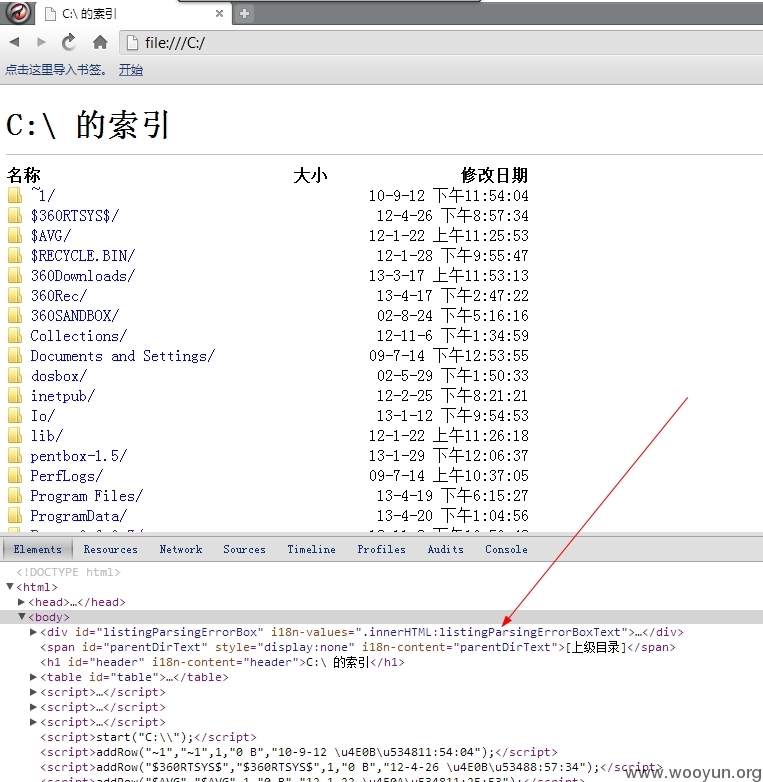 C:\ 的索引
file:///C:/
点击这里导入书签。 开始
C:\ 的索引
名称 大小 修改日期
~1/ 10-9-12 下午11:54:04
$360RTSYS$/ 12-4-26 下午8:57:34
$AVG/ 12-1-22 上午11:25:53
$RECYCLE.BIN/ 12-1-28 下午9:55:47
360Downloads/ 13-3-17 上午11:53:13
360Rec/ 13-4-17 下午2:47:22
360SANDBOX/ 02-8-24 下午5:16:16
Collections/ 12-11-6 下午1:34:59
Documents and Settings/ 09-7-14 下午12:53:55
dosbox/ 02-5-29 下午1:50:33
inetpub/ 12-2-25 下午8:21:21
Io/ 13-1-12 下午9:54:53
lib/ 12-1-22 上午11:26:18
pentbox-1.5/ 13-1-29 下午12:06:37
PerfLogs/ 09-7-14 上午10:37:05
Program Files/ 13-4-19 下午6:15:27
ProgramData/ 13-4-20 下午1:04:56
Elements Resources Network Sources Timeline Profiles Audits Console
<!DOCTYPE html>
▼<html>
▶<head>…</head>
▼<body>
▶<div id="listingParsingErrorBox" i18n-values=".innerHTML:listingParsingErrorBoxText">…</div>
<span id="parentDirText" style="display:none" i18n-content="parentDirText">[上级目录]</span>
<h1 id="header" i18n-content="header">C:\ 的索引</h1>
▶<table id="table">…</table>
▶<script>…</script>
▶<script>…</script>
▶<script>…</script>
<script>start("C:\\");</script>
<script>addRow("~1","~1",1,"0 B","10-9-12 \u4E0B\u534811:54:04");</script>
<script>addRow("$360RTSYS$","$360RTSYS$",1,"0 B","12-4-26 \u4E0B\u53488:57:34");</script>
<script>addRow("$AVG","$AVG",1,"0 B","12-1-22 \u4E0A\u534811:25:53");</script>
www.wooyun.org